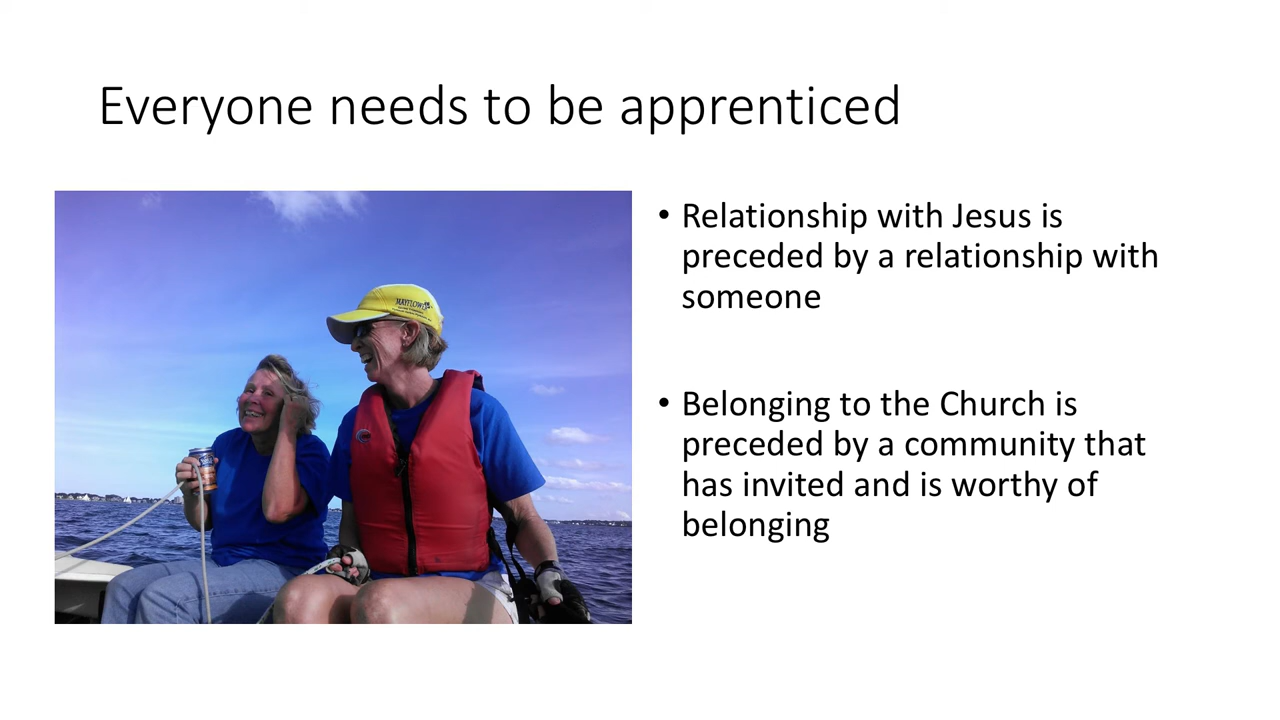 Everyone needs to be apprenticed
MAYFLOWER
• Relationship with Jesus is
preceded by a relationship with
someone
• Belonging to the Church is
preceded by a community that
has invited and is worthy of
belonging